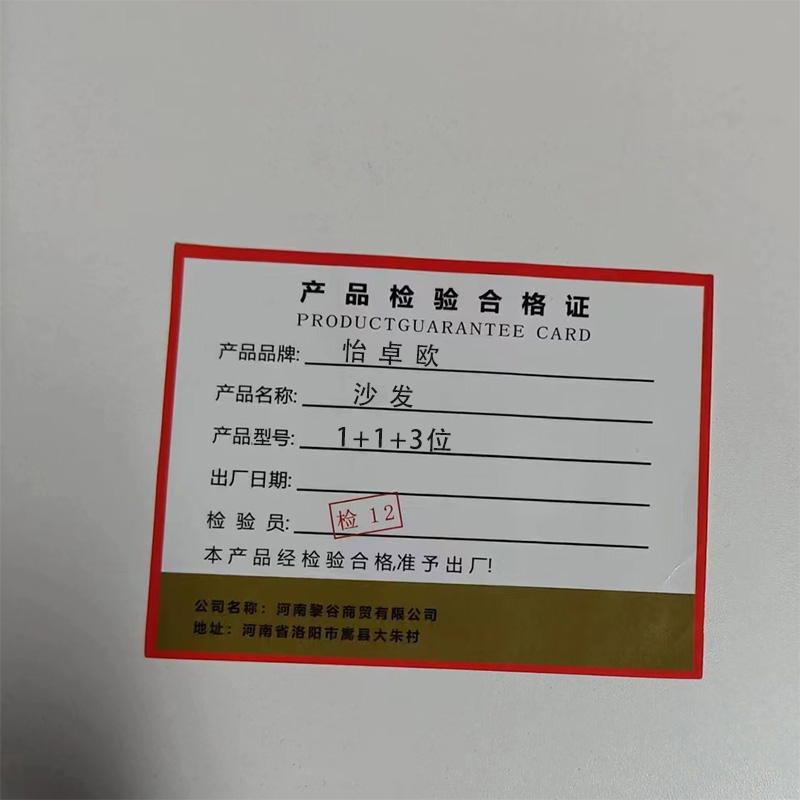 产品检验合格证
PRODUCTGUARANTEE CARD
产品品牌: 怡卓欧
产品名称: 沙发
产品型号: 1+1+3位
出厂日期:
检验员: 检 12
本产品经检验合格,准予出厂!
公司名称：河南黎谷商贸有限公司
地址：河南省洛阳市嵩县大朱村